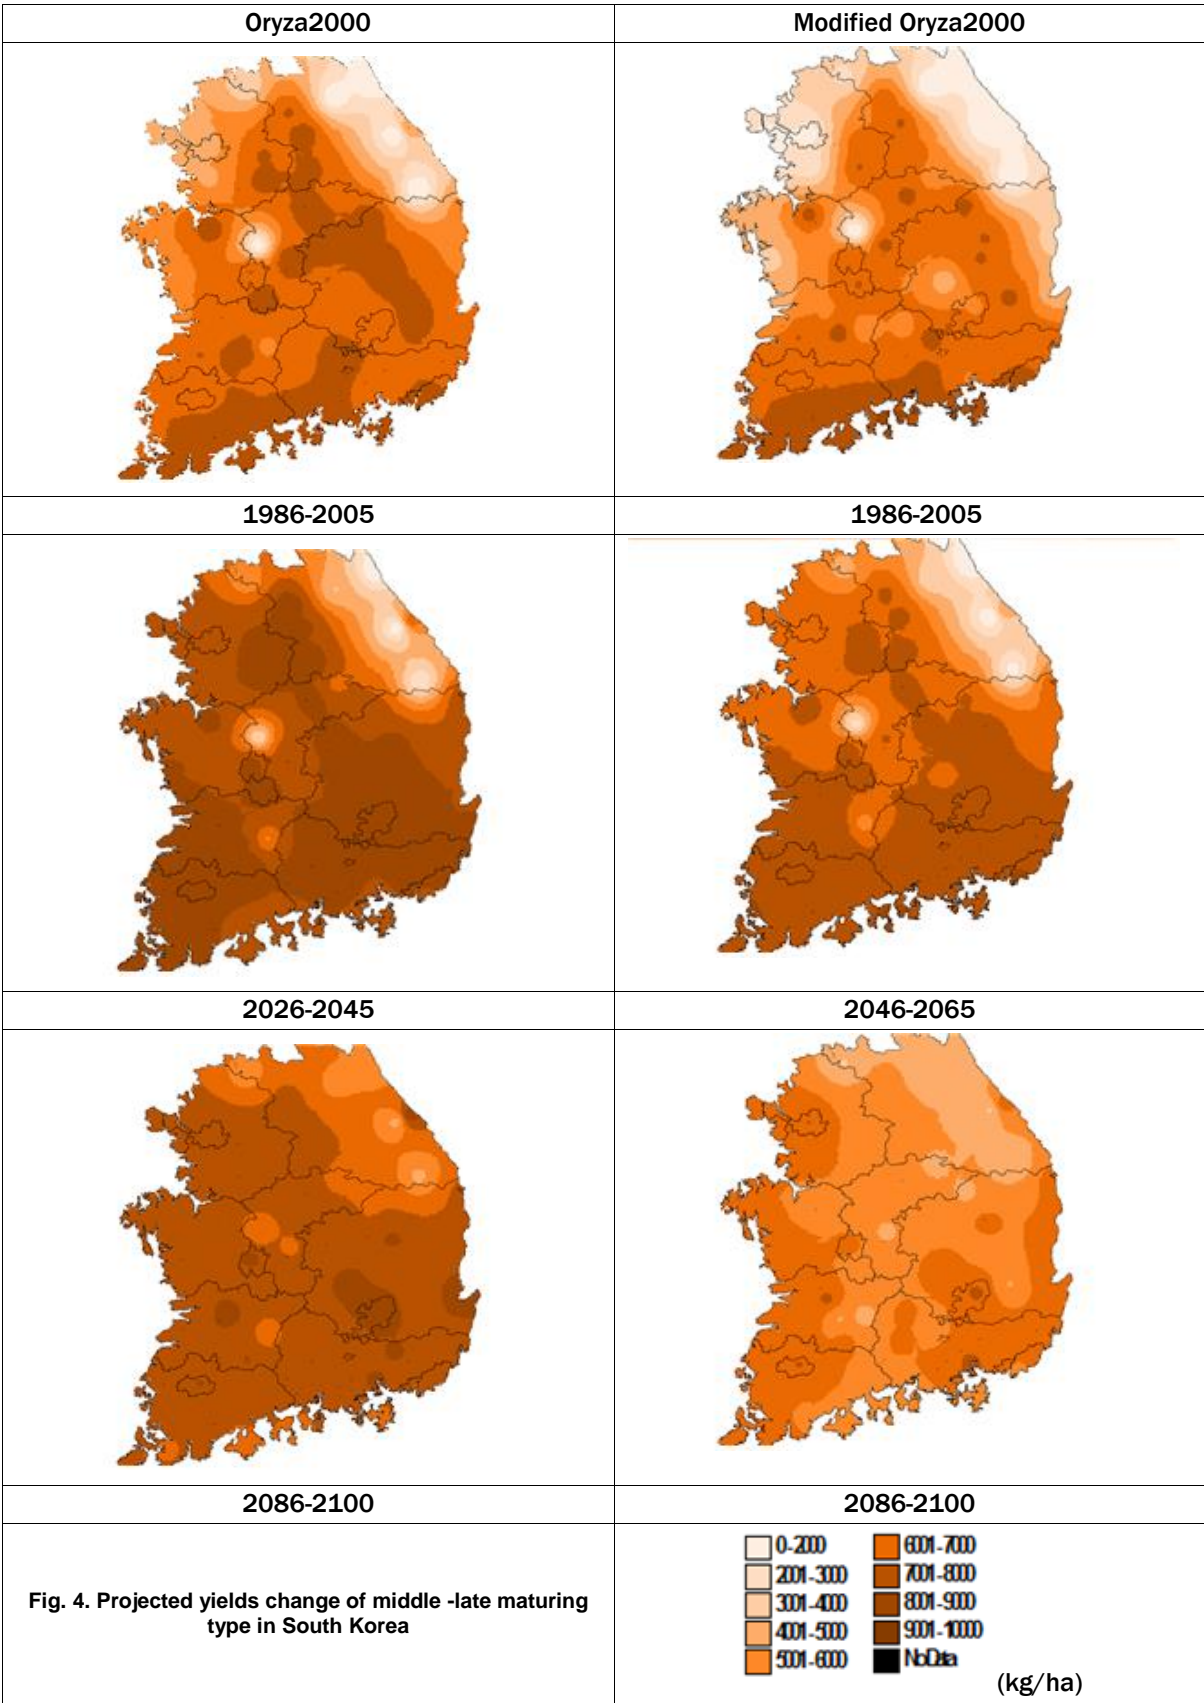 Oryza2000
Modified Oryza2000
1986-2005
1986-2005
2026-2045
2046-2065
2086-2100
2086-2100
Fig. 4. Projected yields change of middle -late maturing
type in South Korea
0-2000
2001-3000
3001-4000
4001-5000
5001-6000
6001-7000
7001-8000
8001-9000
9001-10000
NoData
(kg/ha)